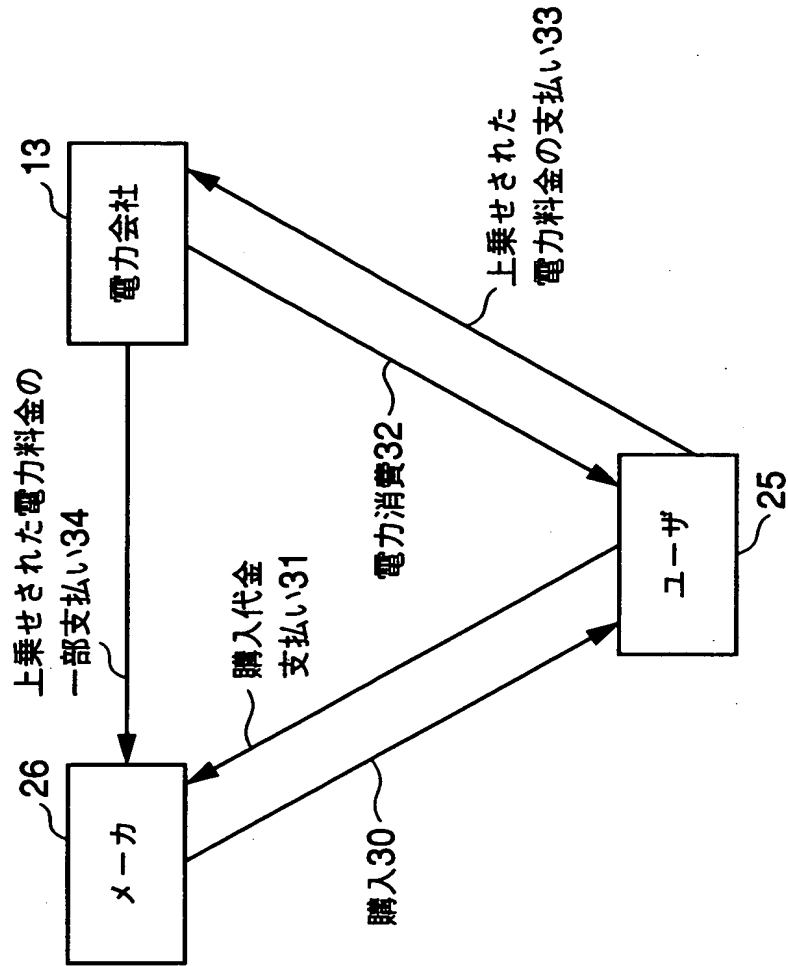 メーカ
26
上乗せされた電力料金の
一部支払い34
電力会社
13
購入30
購入代金
支払い31
電力消費32
上乗せされた
電力料金の支払い33
ユーザ
25